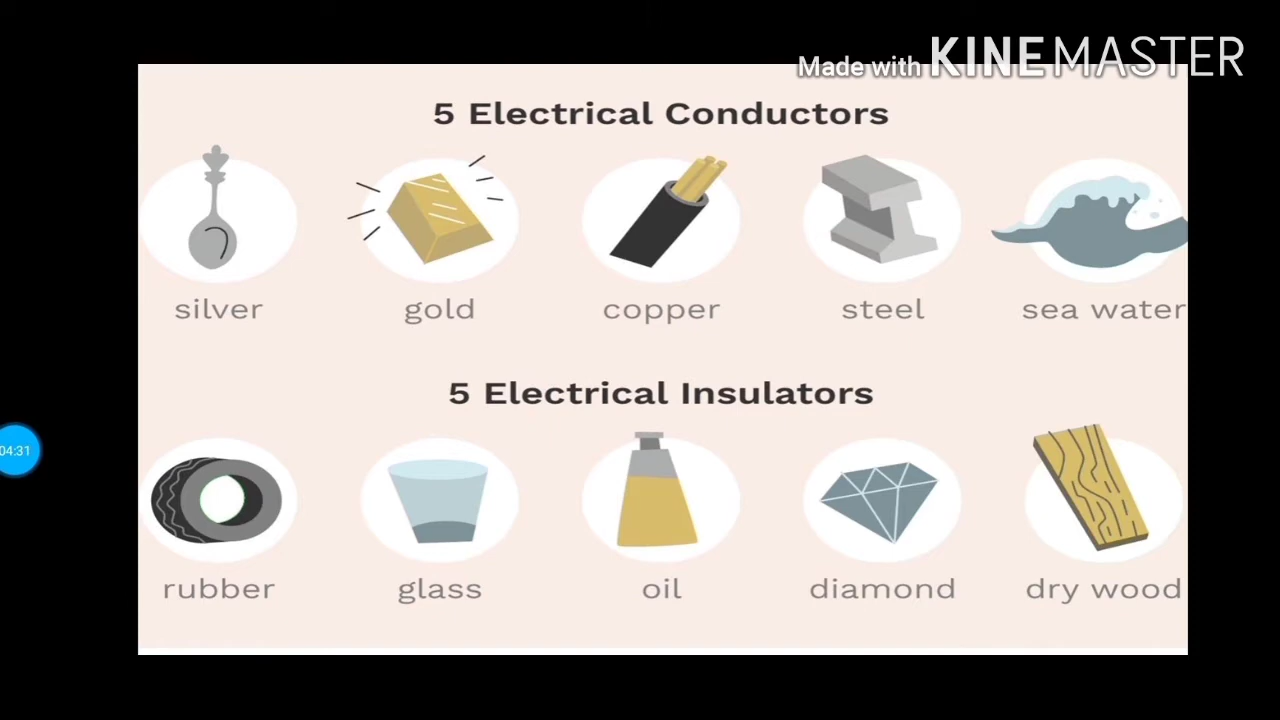 Made with KINEMASTER
5 Electrical Conductors
silver gold copper steel sea water
5 Electrical Insulators
04:31
rubber glass oil diamond dry wood